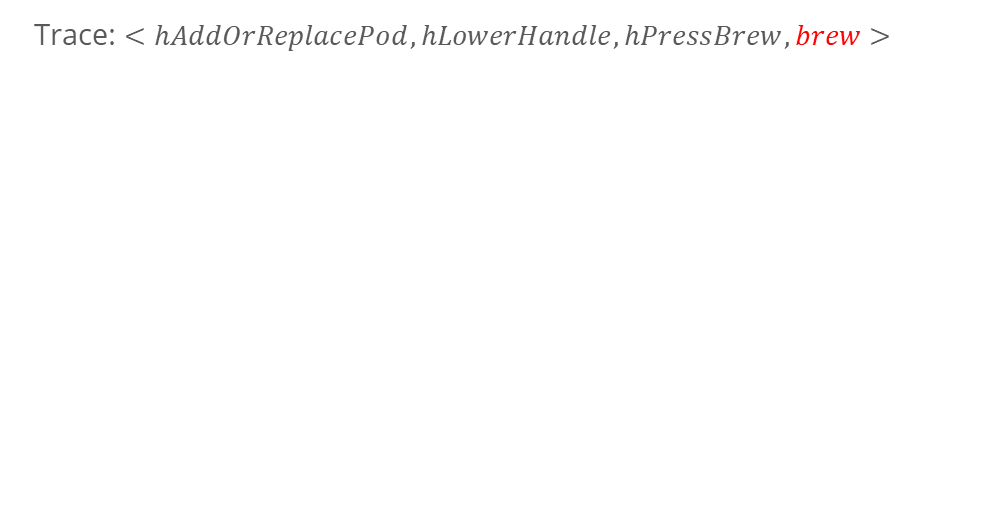 Trace: < hAddOrReplacePod, hLowerHandle, hPressBrew, brew >